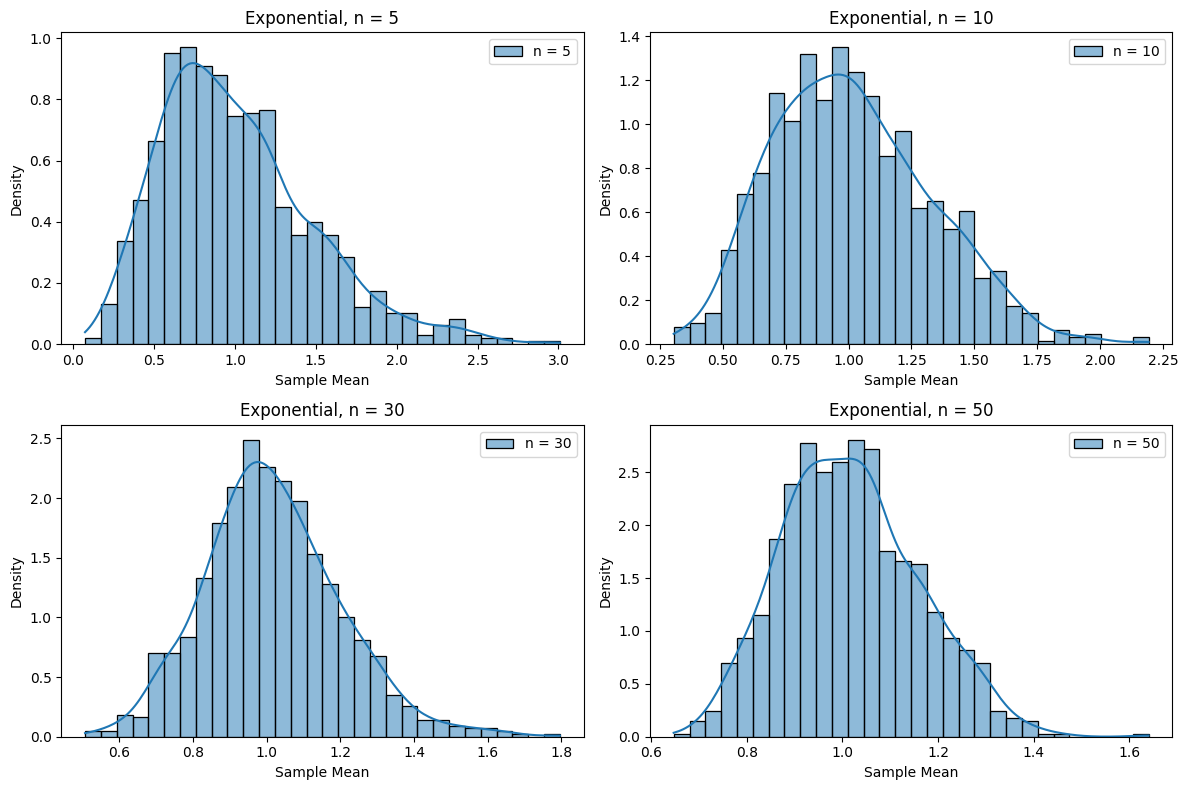 Exponential, n = 5
n = 5
Density
1.0
0.8
0.6
0.4
0.2
0.0
0.0 0.5 1.0 1.5 2.0 2.5 3.0
Sample Mean
Exponential, n = 10
n = 10
Density
1.4
1.2
1.0
0.8
0.6
0.4
0.2
0.0
0.25 0.50 0.75 1.00 1.25 1.50 1.75 2.00 2.25
Sample Mean
Exponential, n = 30
n = 30
Density
2.5
2.0
1.5
1.0
0.5
0.0
0.6 0.8 1.0 1.2 1.4 1.6 1.8
Sample Mean
Exponential, n = 50
n = 50
Density
2.5
2.0
1.5
1.0
0.5
0.0
0.6 0.8 1.0 1.2 1.4 1.6
Sample Mean